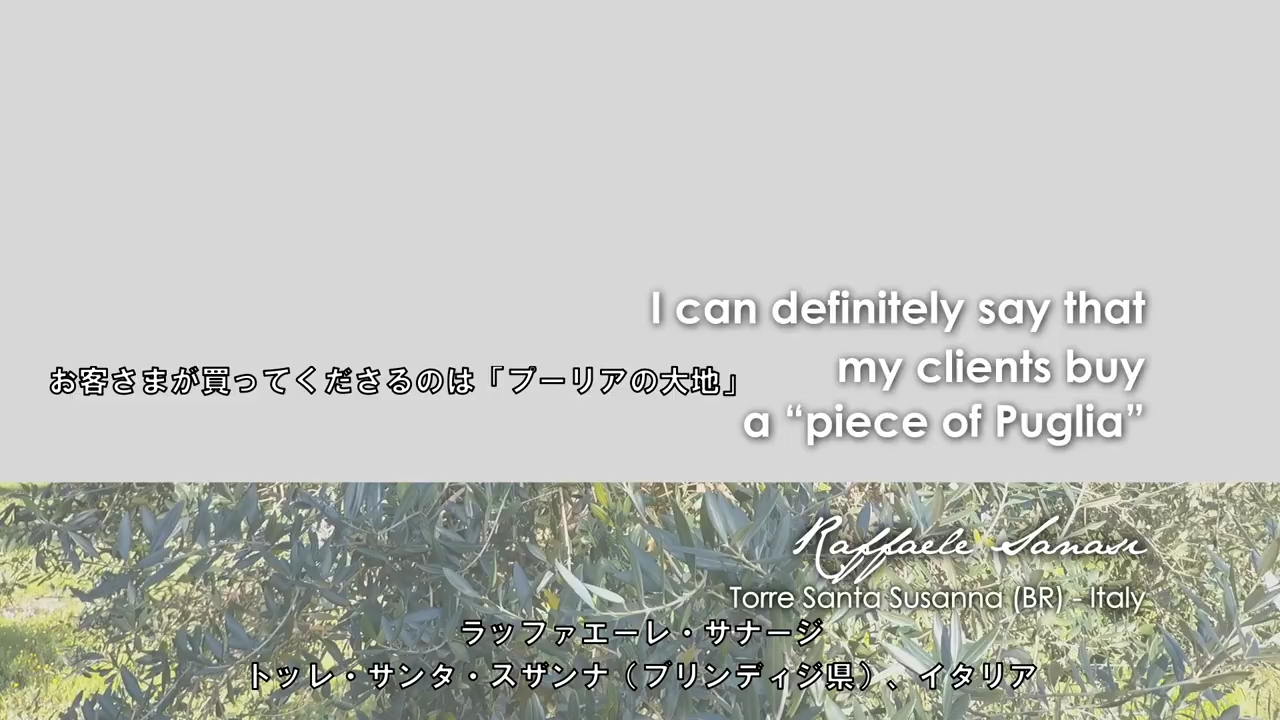 I can definitely say that
my clients buy
a “piece of Puglia”
お客さまが買ってくださるのは「プーリアの大地」
Raffaele Sanasi
Torre Santa Susanna (BR) - Italy
ラッファエーレ・サナージ
トッレ・サンタ・スザンナ（ブリンディジ県）、イタリア